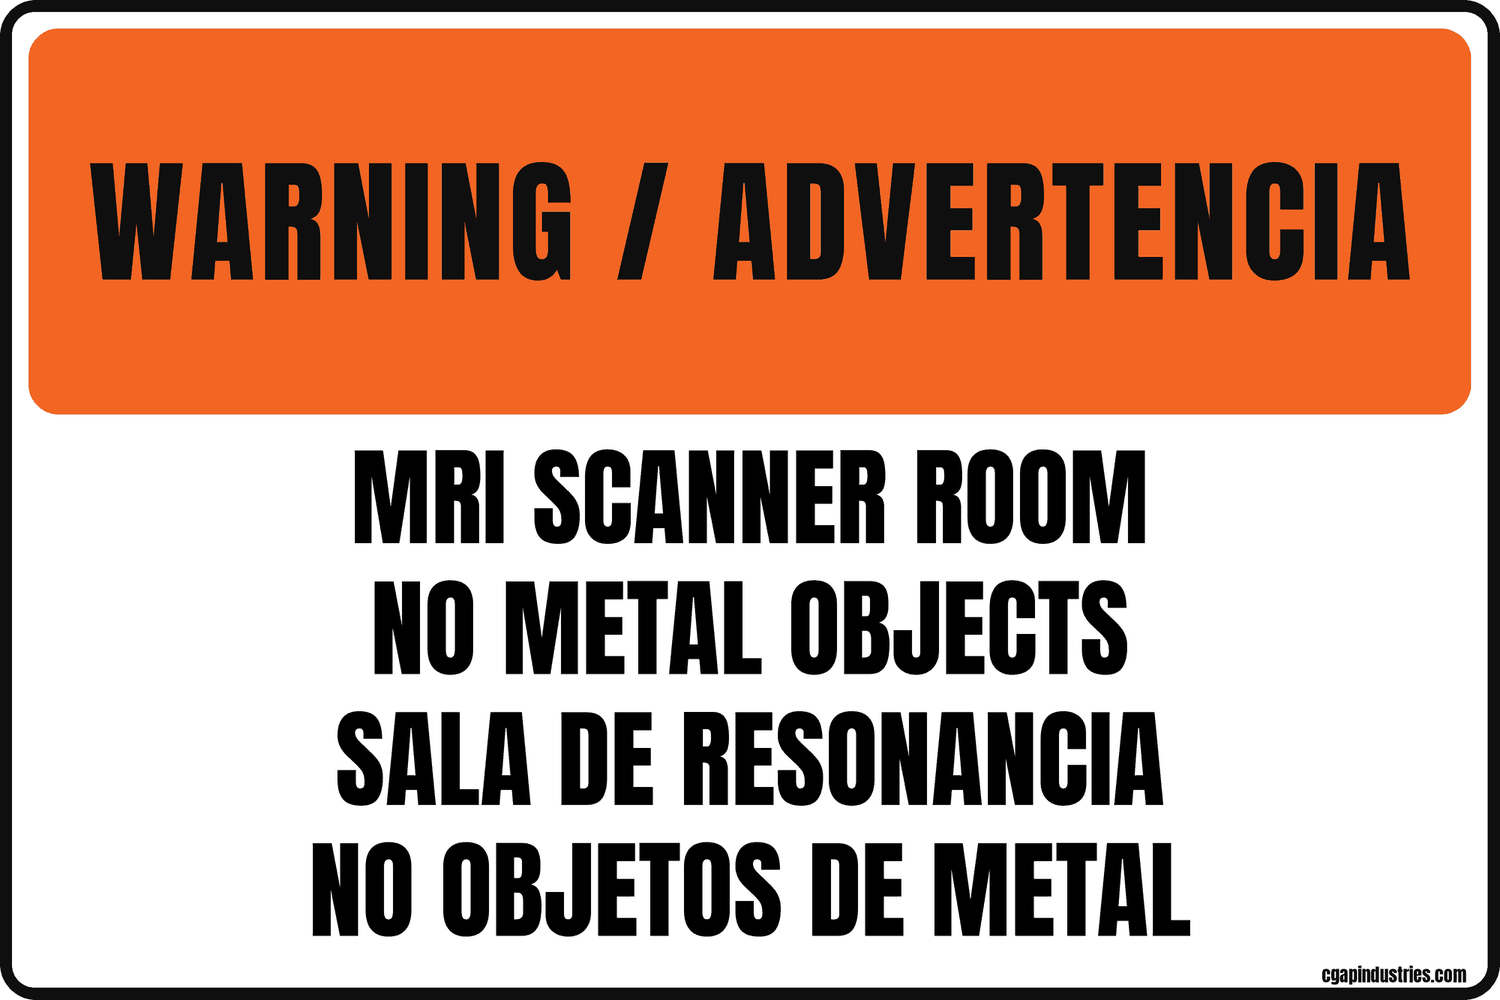 WARNING / ADVERTENCIA
MRI SCANNER ROOM
NO METAL OBJECTS
SALA DE RESONANCIA
NO OBJETOS DE METAL
cgapindustries.com